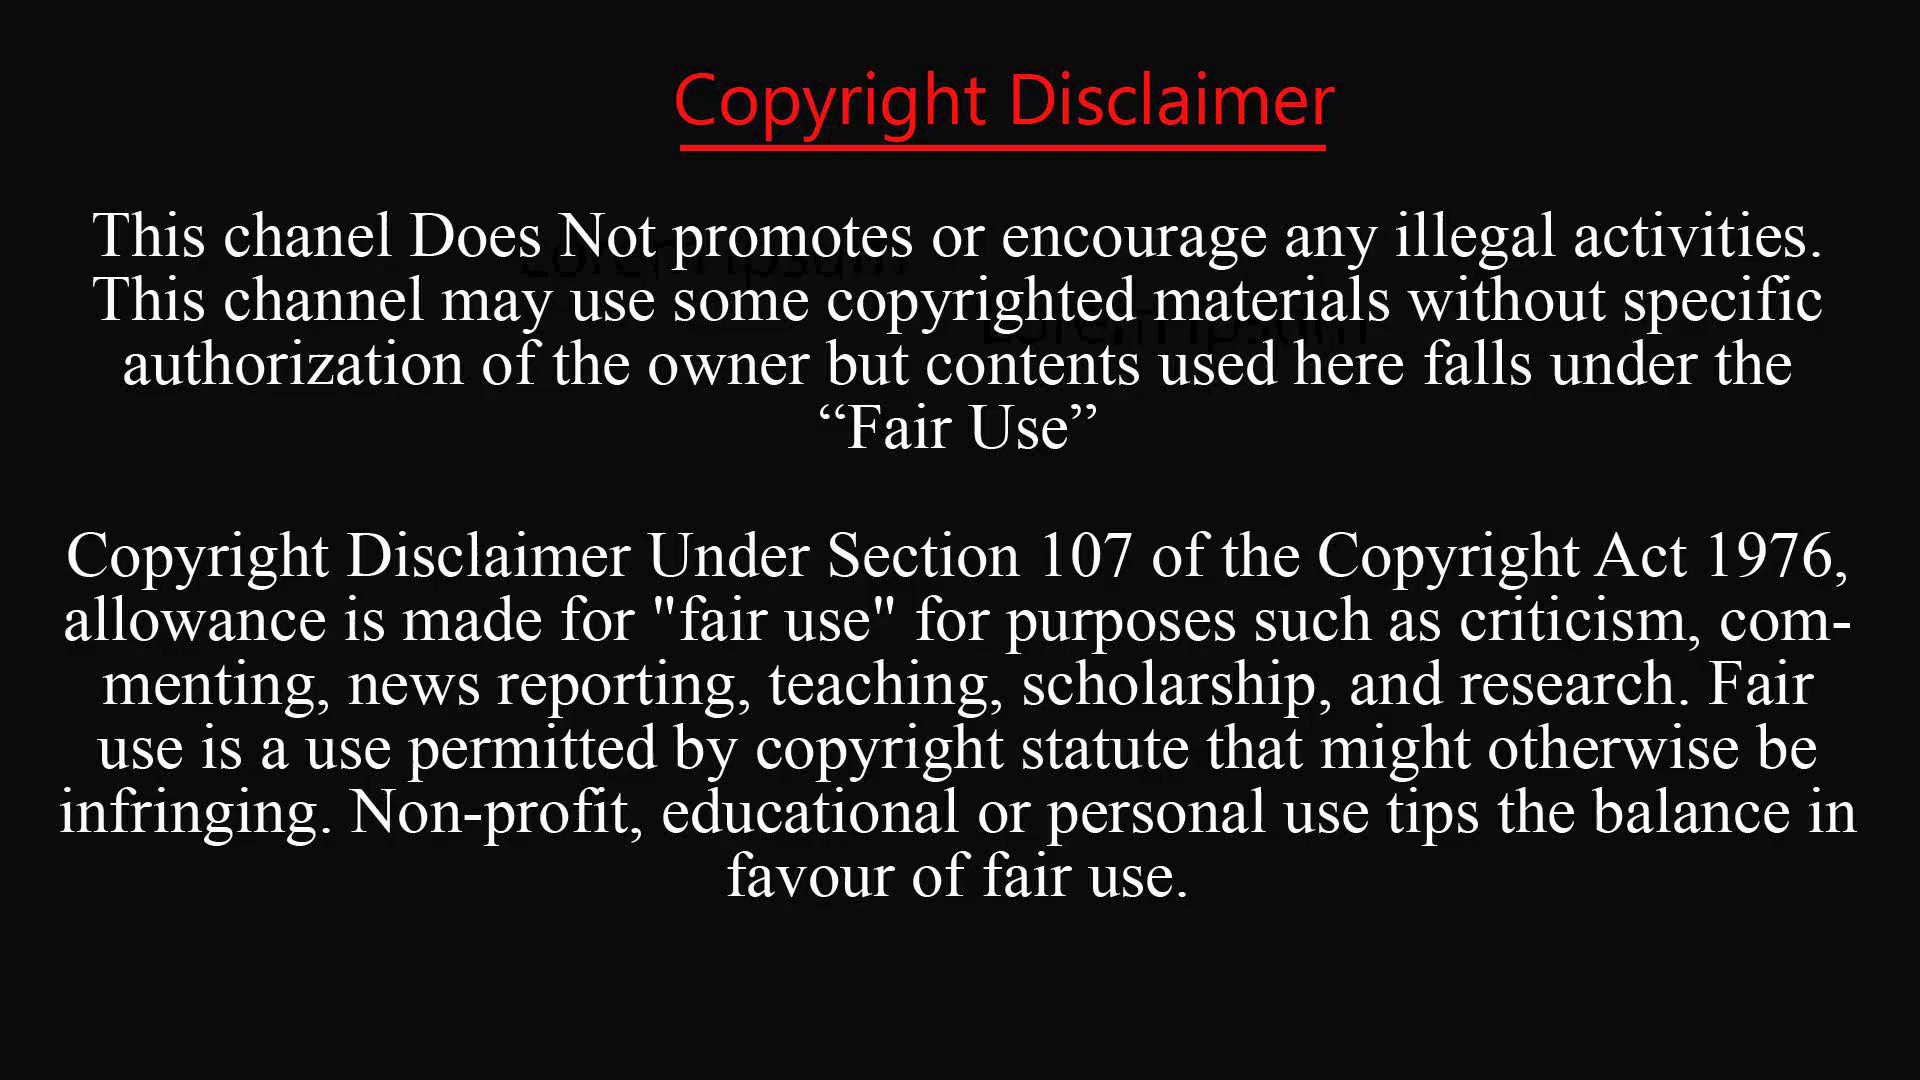 Copyright Disclaimer
This chanel Does Not promotes or encourage any illegal activities.
This channel may use some copyrighted materials without specific
authorization of the owner but contents used here falls under the
“Fair Use”
Copyright Disclaimer Under Section 107 of the Copyright Act 1976,
allowance is made for "fair use" for purposes such as criticism, com-
menting, news reporting, teaching, scholarship, and research. Fair
use is a use permitted by copyright statute that might otherwise be
infringing. Non-profit, educational or personal use tips the balance in
favour of fair use.
Lorem Ipsum
Lorem Ipsum